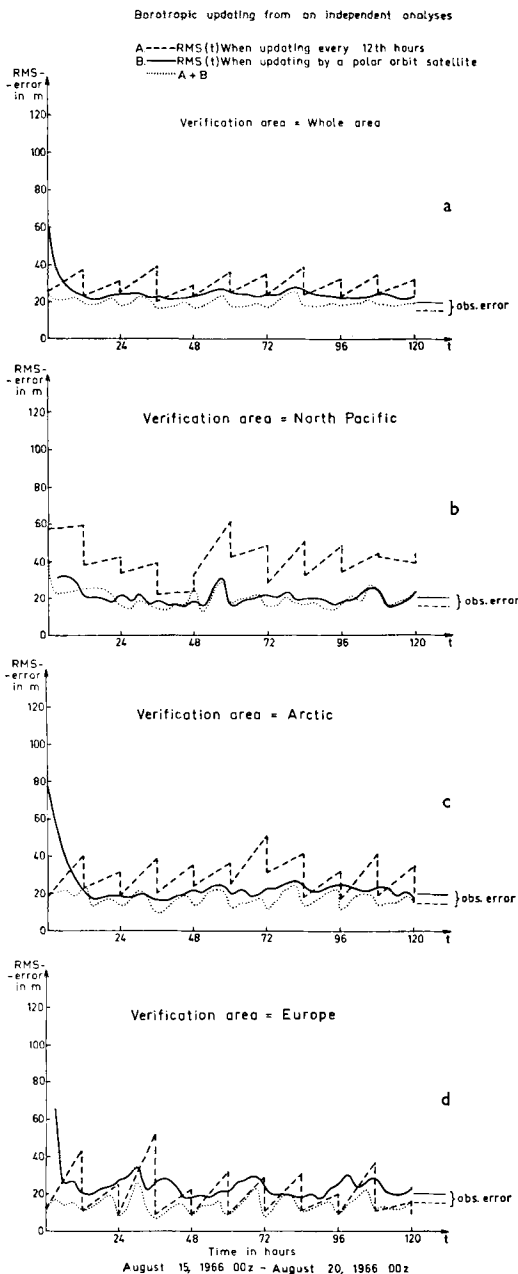 Barotropic updating from an independent analyses
A.----RMS(t)When updating every 12th hours
B.——RMS(t)When updating by a polar orbit satellite
........ A + B
RMS-
-error
in m
Verification area = Whole area
120
100
80
60
40
20
0
a
} obs.error
24
48
72
96
120
t
RMS-
-error
in m
Verification area = North Pacific
120
100
80
60
40
20
0
b
} obs.error
24
48
72
96
120
t
RMS-
-error
in m
Verification area = Arctic
120
100
80
60
40
20
0
c
} obs.error
24
48
72
96
120
t
RMS-
-error
in m
Verification area = Europe
120
100
80
60
40
20
0
d
} obs.error
24
48
72
96
120
t
Time in hours
August 15, 1966 00z - August 20, 1966 00z